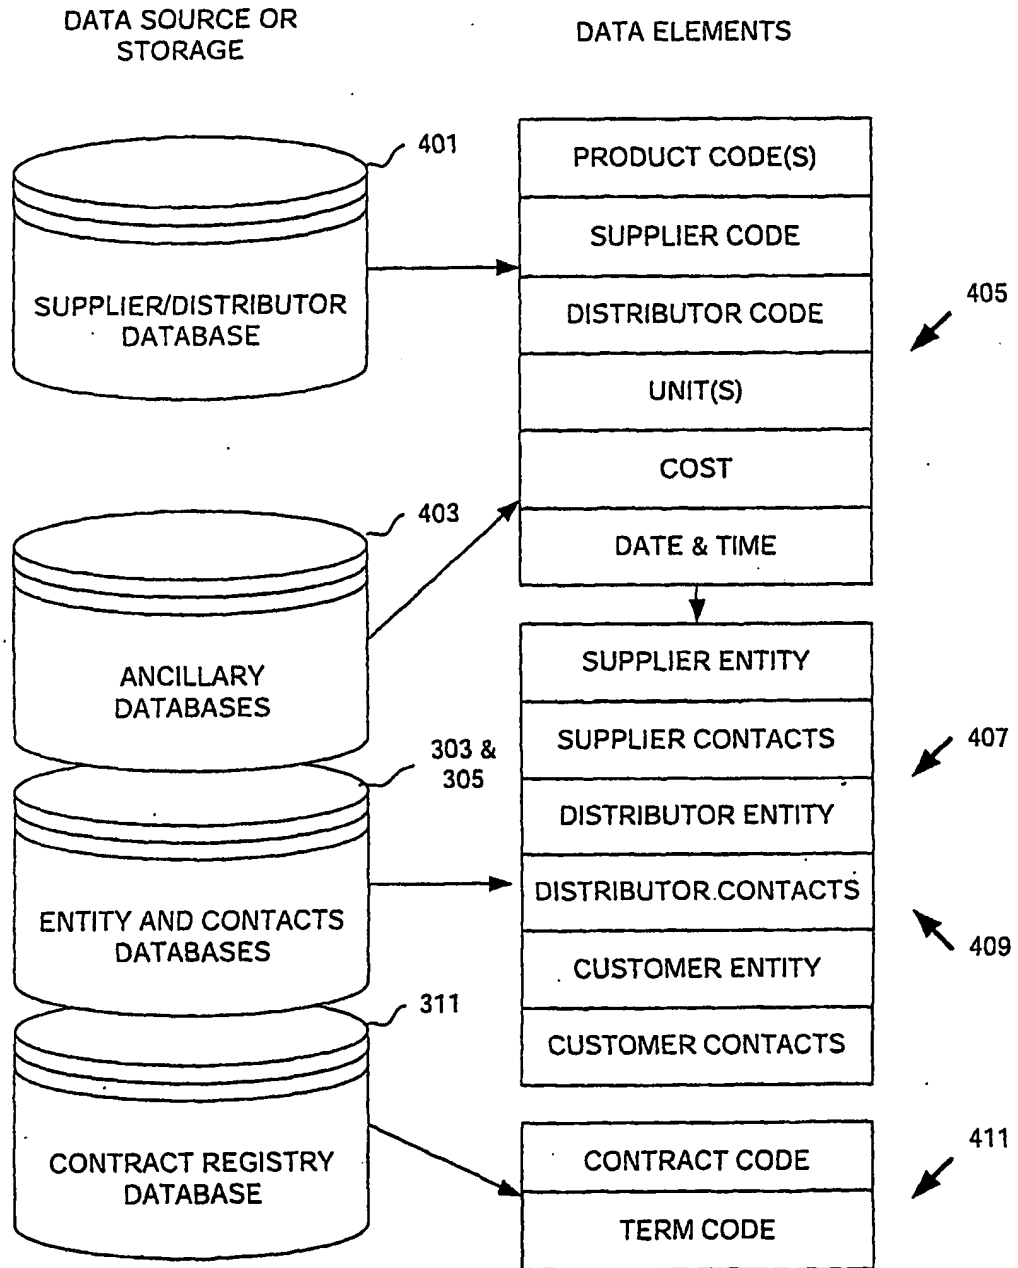 DATA SOURCE OR
STORAGE
DATA ELEMENTS
401
SUPPLIER/DISTRIBUTOR
DATABASE
PRODUCT CODE(S)
SUPPLIER CODE
DISTRIBUTOR CODE
UNIT(S)
COST
DATE & TIME
405
403
ANCILLARY
DATABASES
303 &
305
ENTITY AND CONTACTS
DATABASES
SUPPLIER ENTITY
SUPPLIER CONTACTS
DISTRIBUTOR ENTITY
DISTRIBUTOR CONTACTS
CUSTOMER ENTITY
CUSTOMER CONTACTS
407
409
311
CONTRACT REGISTRY
DATABASE
CONTRACT CODE
TERM CODE
411